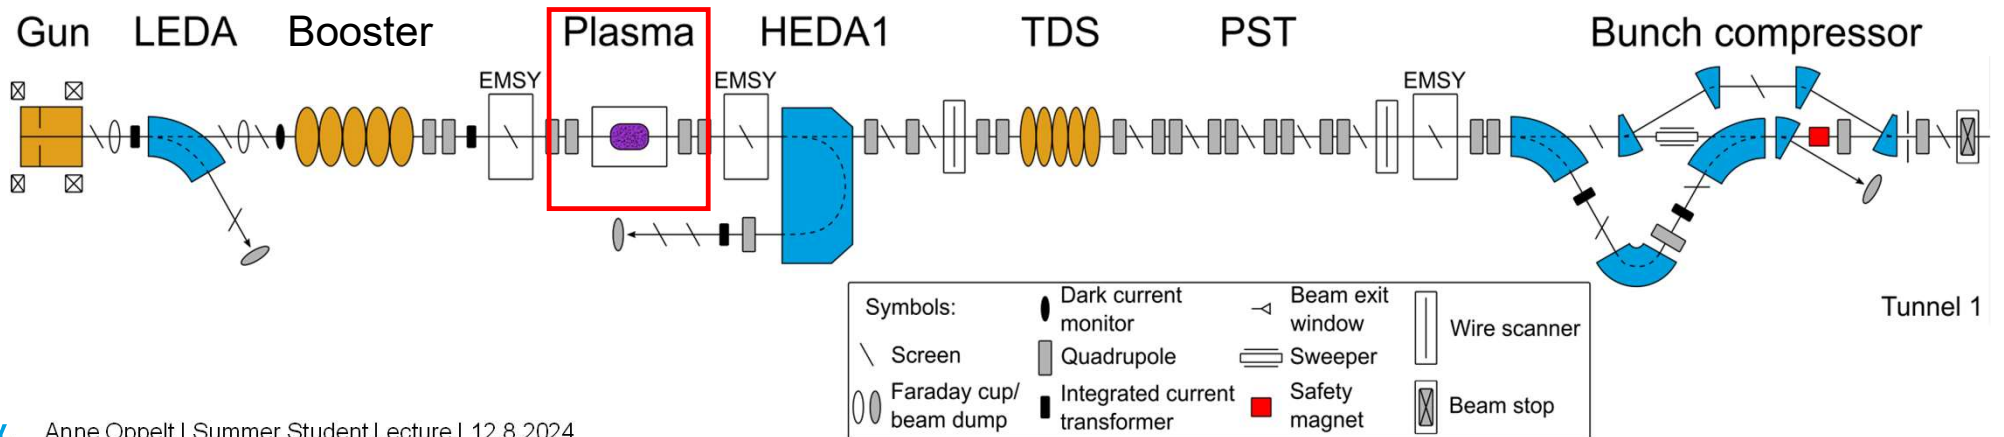 Gun LEDA Booster Plasma HEDA1 TDS PST Bunch compressor
EMSY EMSY EMSY
Tunnel 1
Symbols:
Screen
Faraday cup/
beam dump
Dark current
monitor
Quadrupole
Integrated current
transformer
Beam exit
window
Sweeper
Safety
magnet
Wire scanner
Beam stop
Anne Oppelt | Summer Student Lecture | 12.8.2024